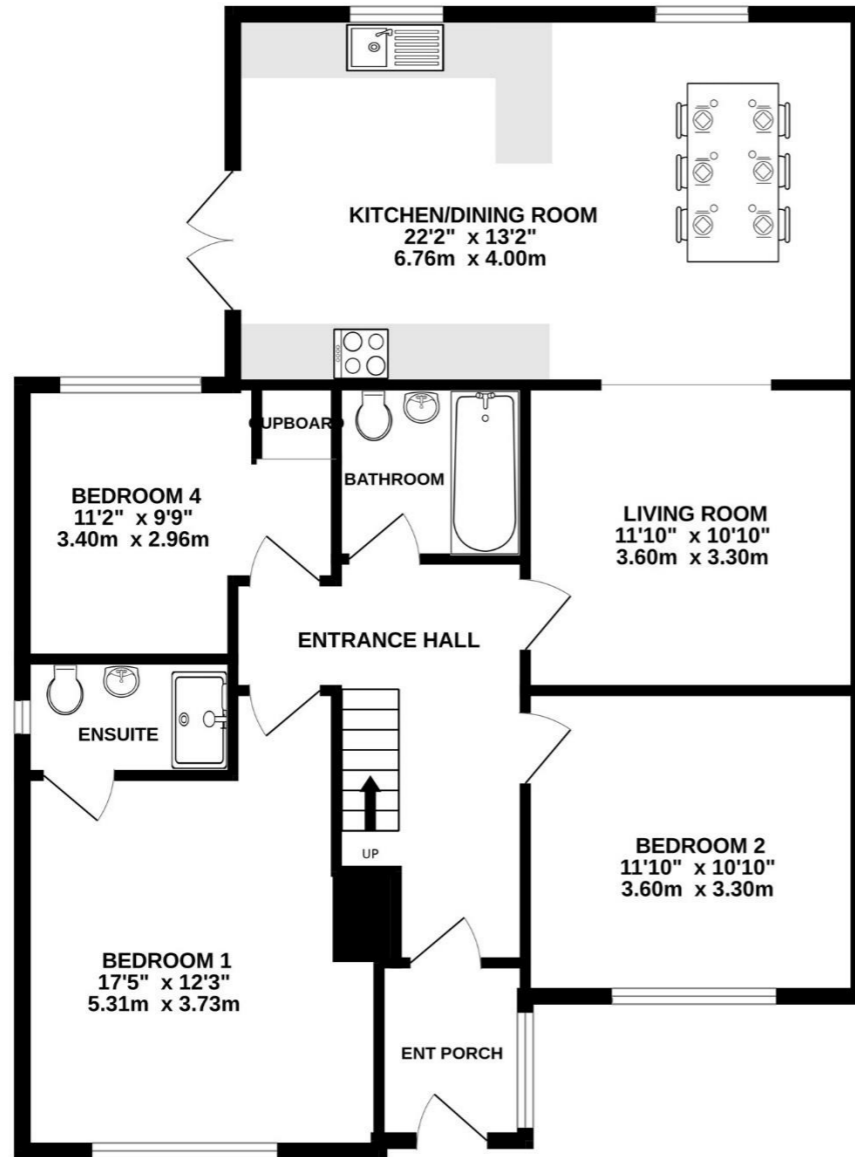 KITCHEN/DINING ROOM
22'2" x 13'2"
6.76m x 4.00m
CUPBOARD
BATHROOM
BEDROOM 4
11'2" x 9'9"
3.40m x 2.96m
LIVING ROOM
11'10" x 10'10"
3.60m x 3.30m
ENTRANCE HALL
ENSUITE
UP
BEDROOM 2
11'10" x 10'10"
3.60m x 3.30m
BEDROOM 1
17'5" x 12'3"
5.31m x 3.73m
ENT PORCH